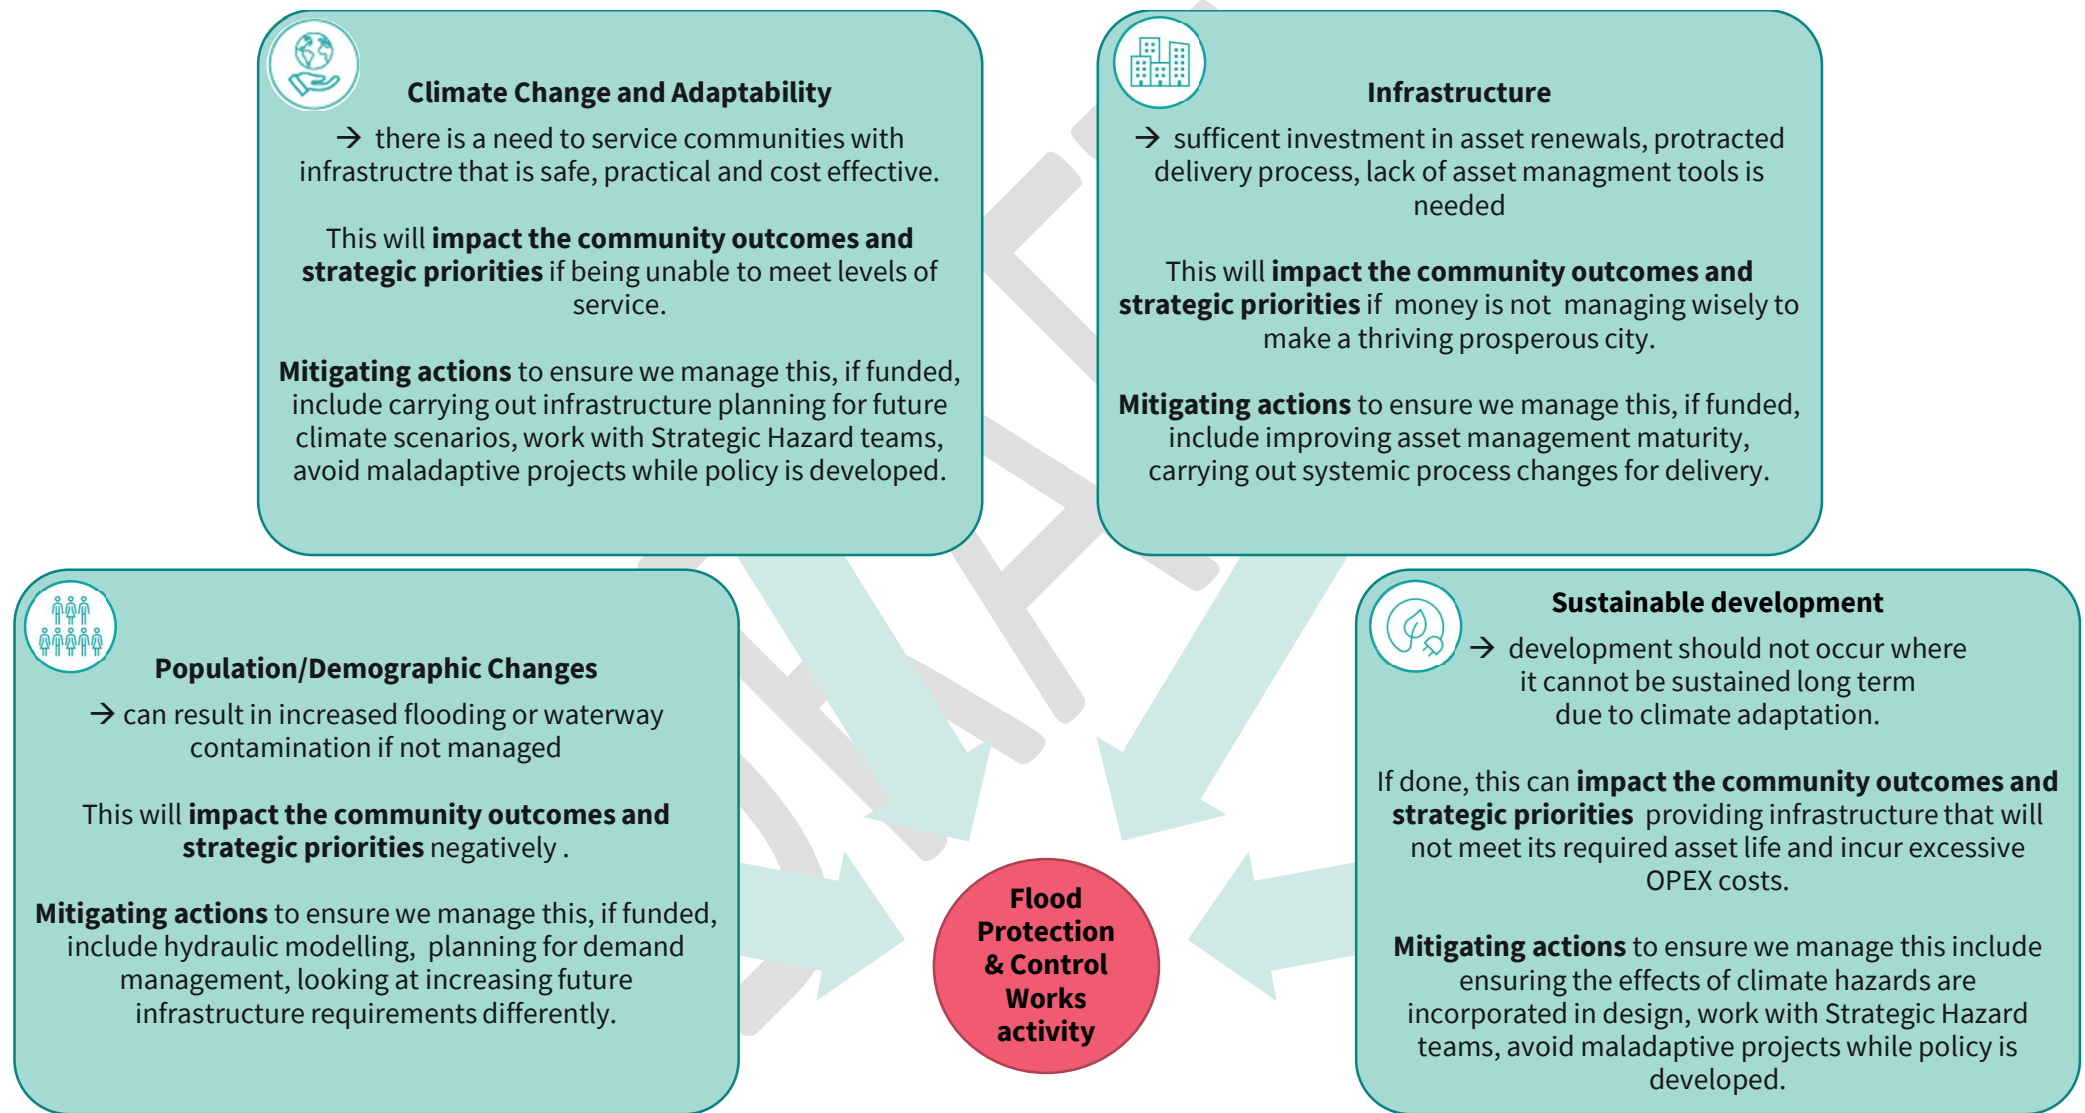 Climate Change and Adaptability
→ there is a need to service communities with
infrastructre that is safe, practical and cost effective.
This will impact the community outcomes and
strategic priorities if being unable to meet levels of
service.
Mitigating actions to ensure we manage this, if funded,
include carrying out infrastructure planning for future
climate scenarios, work with Strategic Hazard teams,
avoid maladaptive projects while policy is developed.
Infrastructure
→ sufficent investment in asset renewals, protracted
delivery process, lack of asset managment tools is
needed
This will impact the community outcomes and
strategic priorities if money is not managing wisely to
make a thriving prosperous city.
Mitigating actions to ensure we manage this, if funded,
include improving asset management maturity,
carrying out systemic process changes for delivery.
Population/Demographic Changes
→ can result in increased flooding or waterway
contamination if not managed
This will impact the community outcomes and
strategic priorities negatively .
Mitigating actions to ensure we manage this, if funded,
include hydraulic modelling, planning for demand
management, looking at increasing future
infrastructure requirements differently.
Flood
Protection
& Control
Works
activity
Sustainable development
→ development should not occur where
it cannot be sustained long term
due to climate adaptation.
If done, this can impact the community outcomes and
strategic priorities providing infrastructure that will
not meet its required asset life and incur excessive
OPEX costs.
Mitigating actions to ensure we manage this include
ensuring the effects of climate hazards are
incorporated in design, work with Strategic Hazard
teams, avoid maladaptive projects while policy is
developed.
DRAFT